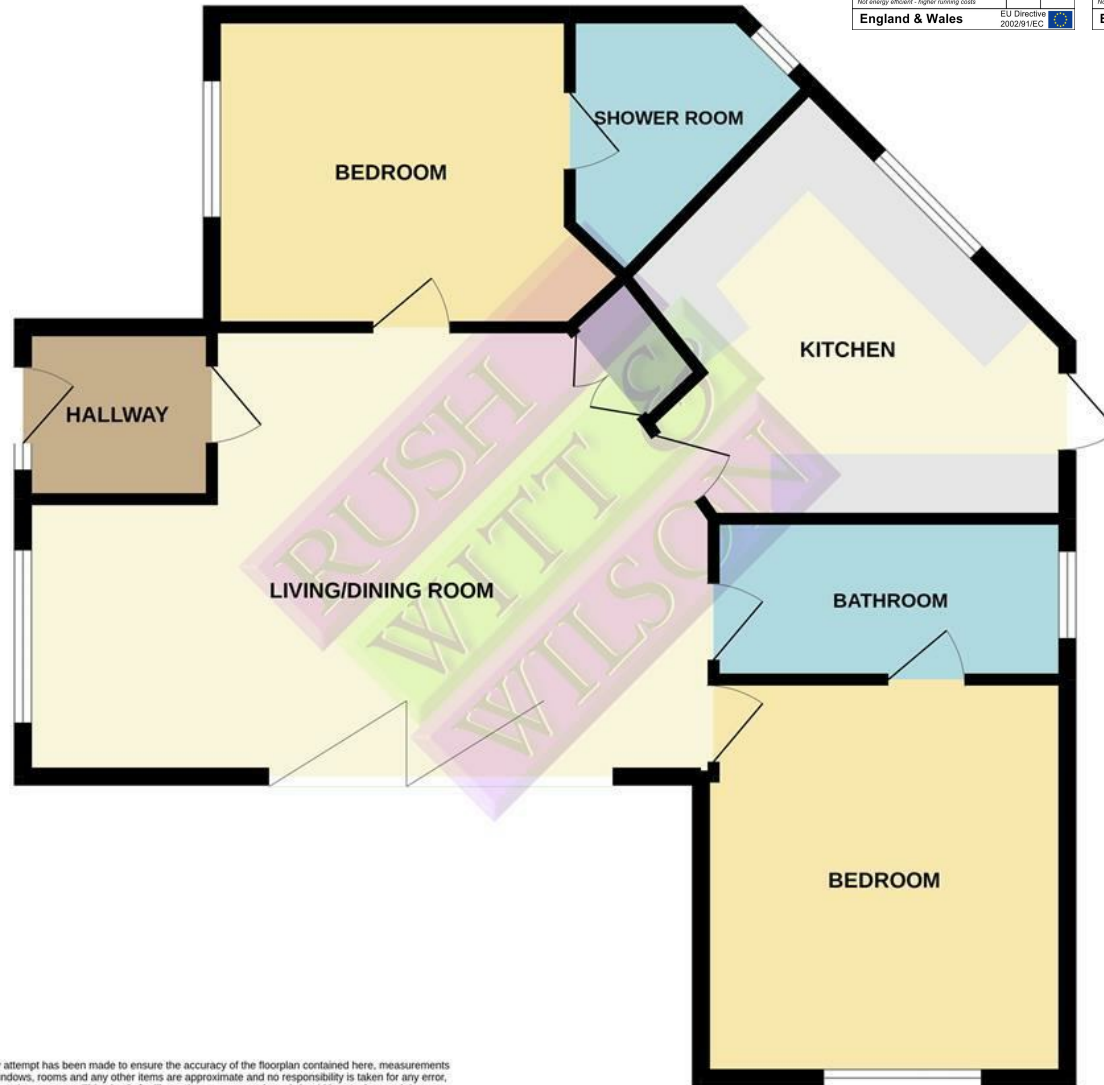 Not energy efficient - higher running costs
England & Wales
EU Directive
2002/91/EC
SHOWER ROOM
BEDROOM
KITCHEN
HALLWAY
RUSH
WITT &
WILSON
LIVING/DINING ROOM
BATHROOM
BEDROOM
attempt has been made to ensure the accuracy of the floorplan contained here, measurements
rooms and any other items are approximate and no responsibility is taken for any error,